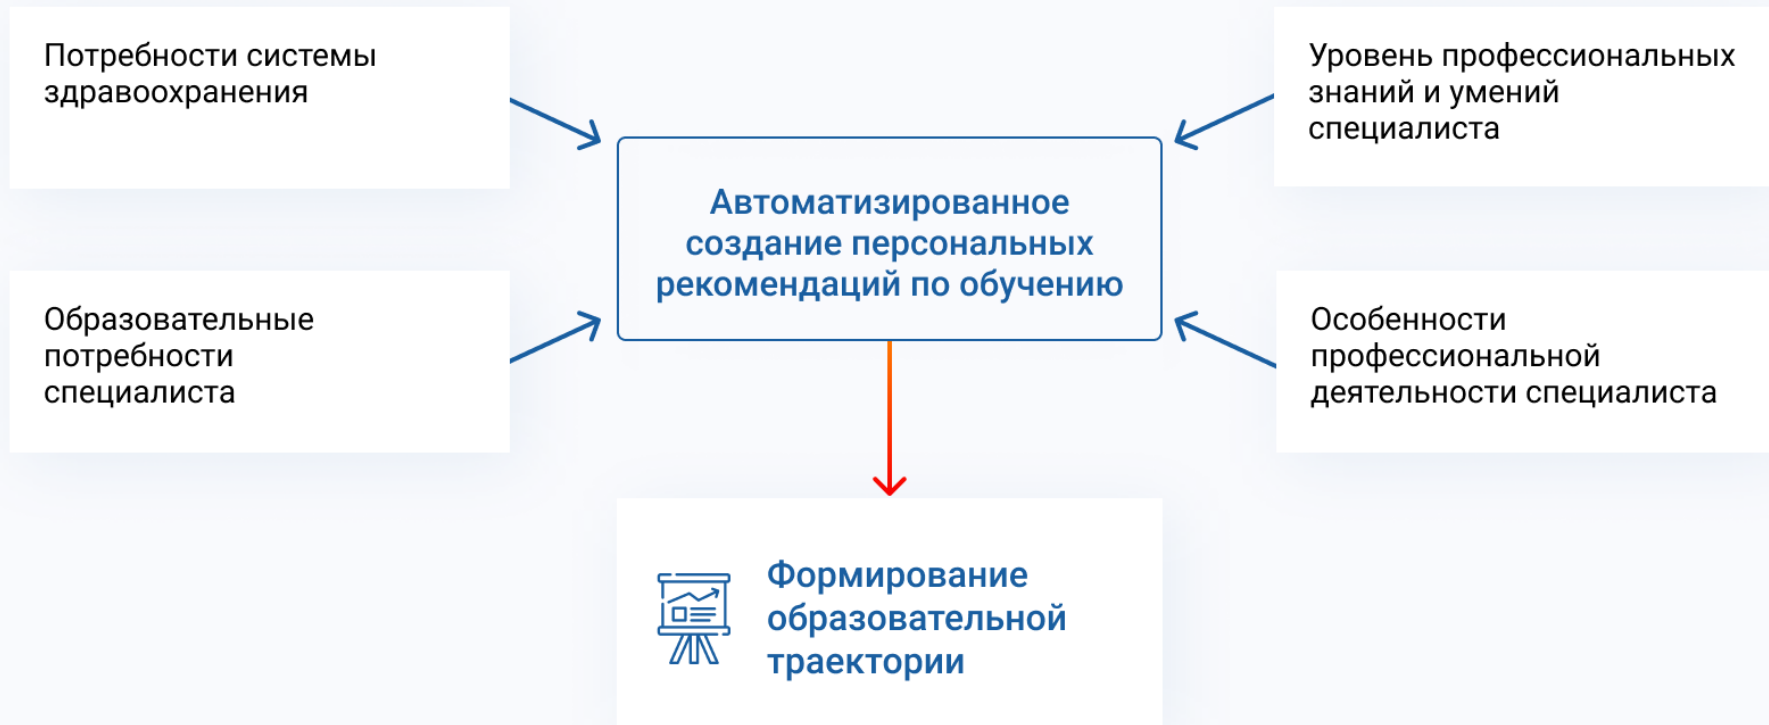 Потребности системы
здравоохранения
Уровень профессиональных
знаний и умений
специалиста
Автоматизированное
создание персональных
рекомендаций по обучению
Образовательные
потребности
специалиста
Особенности
профессиональной
деятельности специалиста
Формирование
образовательной
траектории